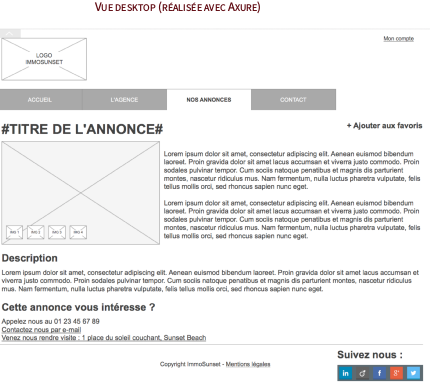 VUE DESKTOP (RÉALISÉE AVEC AXURE)
Mon compte
LOGO
IMMOSUNSET
ACCUEIL
L'AGENCE
NOS ANNONCES
CONTACT
#TITRE DE L'ANNONCE#
+ Ajouter aux favoris
Lorem ipsum dolor sit amet, consectetur adipiscing elit. Aenean euismod bibendum
laoreet. Proin gravida dolor sit amet lacus accumsan et viverra justo commodo. Proin
sodales pulvinar tempor. Cum sociis natoque penatibus et magnis dis parturient
montes, nascetur ridiculus mus. Nam fermentum, nulla luctus pharetra vulputate, felis
tellus mollis orci, sed rhoncus sapien nunc eget.
Lorem ipsum dolor sit amet, consectetur adipiscing elit. Aenean euismod bibendum
laoreet. Proin gravida dolor sit amet lacus accumsan et viverra justo commodo. Proin
sodales pulvinar tempor. Cum sociis natoque penatibus et magnis dis parturient
montes, nascetur ridiculus mus. Nam fermentum, nulla luctus pharetra vulputate, felis
tellus mollis orci, sed rhoncus sapien nunc eget.
IMG 1
IMG 2
IMG 3
IMG 4
Description
Lorem ipsum dolor sit amet, consectetur adipiscing elit. Aenean euismod bibendum laoreet. Proin gravida dolor sit amet lacus accumsan et
viverra justo commodo. Proin sodales pulvinar tempor. Cum sociis natoque penatibus et magnis dis parturient montes, nascetur ridiculus
mus. Nam fermentum, nulla luctus pharetra vulputate, felis tellus mollis orci, sed rhoncus sapien nunc eget.
Cette annonce vous intéresse ?
Appelez nous au 01 23 45 67 89
Contactez nous par e-mail
Venez nous rendre visite : 1 place du soleil couchant, Sunset Beach
Suivez nous :
Copyright ImmoSunset - Mentions légales